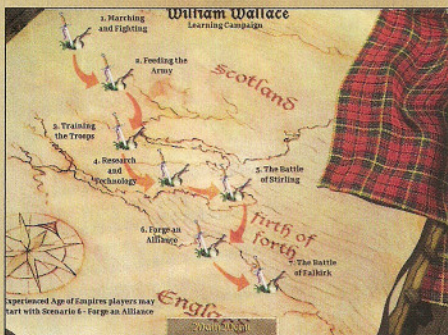 William Wallace
Learning Campaign
1. Marching
and Fighting
2. Feeding the
Army
Scotland
3. Training
the Troops
4. Research
and
Technology
5. The Battle
of Stirling
6. Forge an
Alliance
firth of
forth
7. The Battle
of Falkirk
England
Experienced Age of Empires players may
start with Scenario 6 - Forge an Alliance
Main Menu